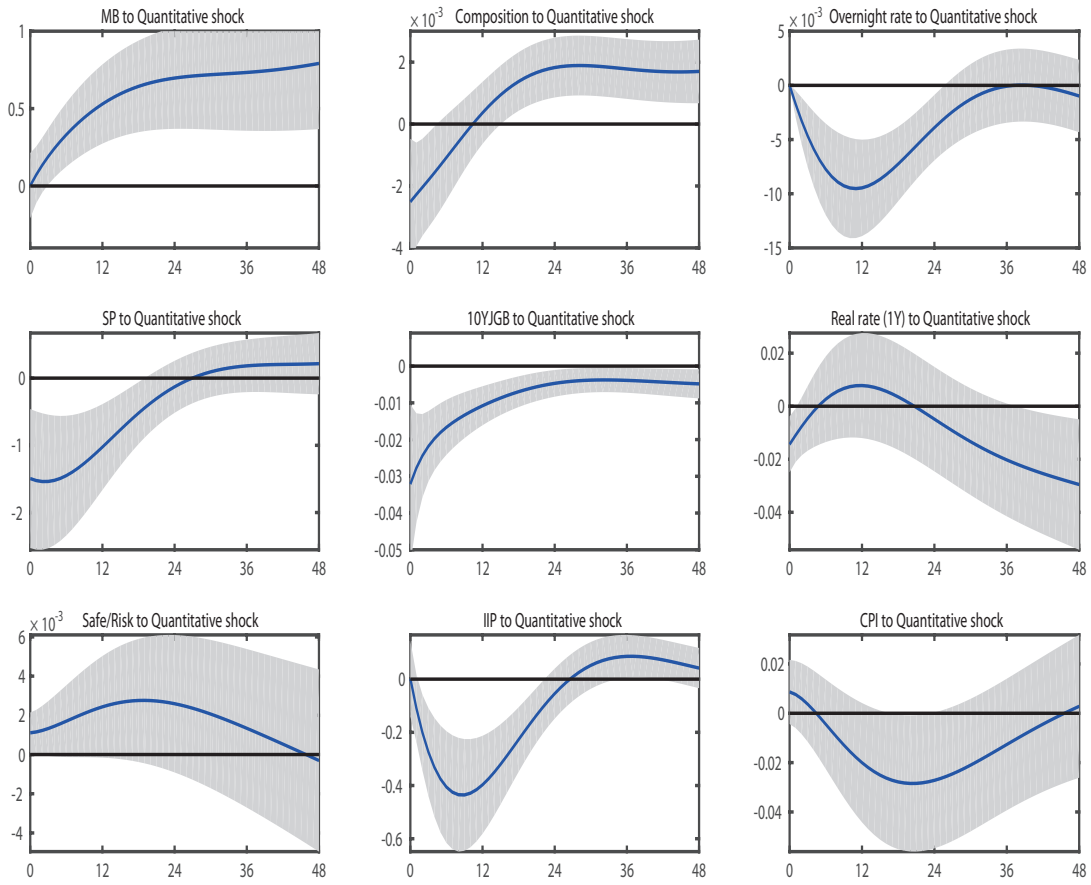 MB to Quantitative shock
1
0.5
0
0 12 24 36 48
Composition to Quantitative shock
× 10⁻³
2
0
-2
-4
0 12 24 36 48
Overnight rate to Quantitative shock
× 10⁻³
5
0
-5
-10
-15
0 12 24 36 48
SP to Quantitative shock
0
-1
-2
0 12 24 36 48
10YJGB to Quantitative shock
0
-0.01
-0.02
-0.03
-0.04
-0.05
0 12 24 36 48
Real rate (1Y) to Quantitative shock
0.02
0
-0.02
-0.04
0 12 24 36 48
Safe/Risk to Quantitative shock
× 10⁻³
6
4
2
0
-2
-4
0 12 24 36 48
IIP to Quantitative shock
0
-0.2
-0.4
-0.6
0 12 24 36 48
CPI to Quantitative shock
0.02
0
-0.02
-0.04
0 12 24 36 48